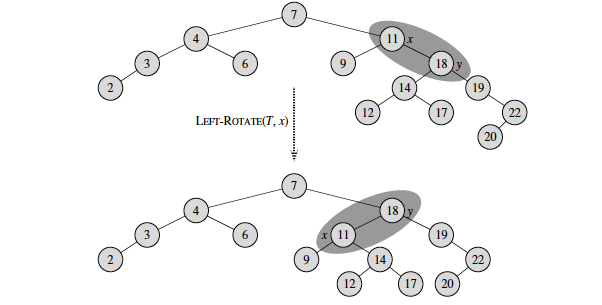 7
4 11 x
3 6 9 18 y
2 14 19
12 17 22
20
LEFT-ROTATE(T, x)
7
4 18 y
3 6 x 11 19
2 9 14 22
12 17 20